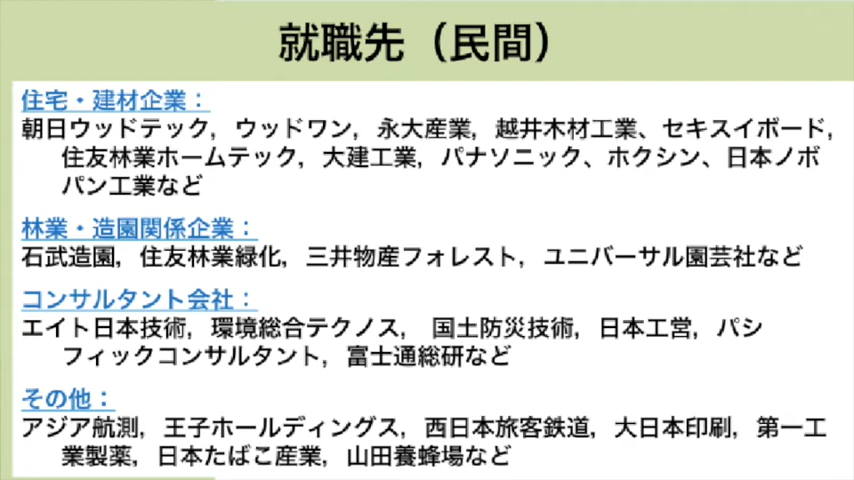 就職先（民間）
住宅・建材企業：
朝日ウッドテック，ウッドワン，永大産業，越井木材工業、セキスイボード，
住友林業ホームテック，大建工業，パナソニック、ホクシン、日本ノボ
パン工業など
林業・造園関係企業：
石武造園，住友林業緑化，三井物産フォレスト，ユニバーサル園芸社など
コンサルタント会社：
エイト日本技術，環境総合テクノス， 国土防災技術，日本工営，パシ
フィックコンサルタント，富士通総研など
その他：
アジア航測，王子ホールディングス，西日本旅客鉄道，大日本印刷，第一工
業製薬，日本たばこ産業，山田養蜂場など